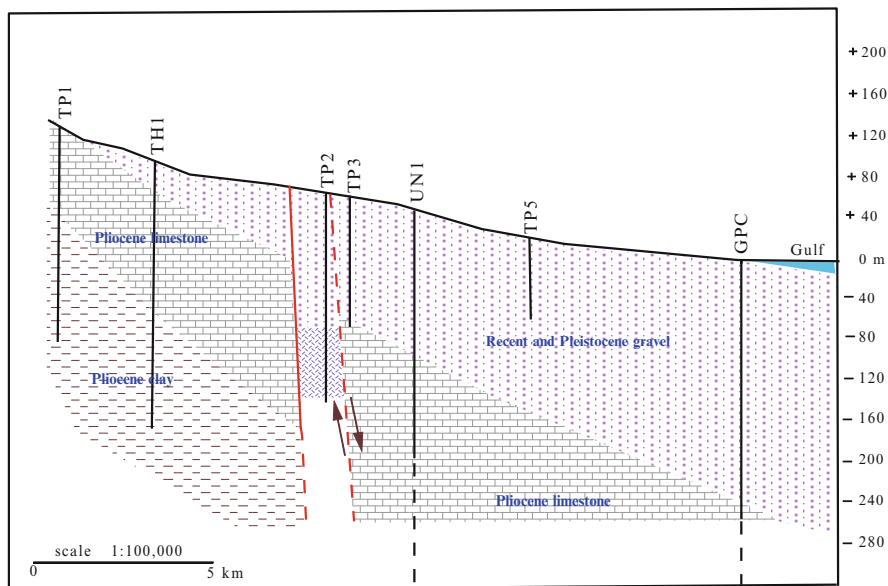 TP1
TH1
TP2
TP3
UN1
TP5
GPC
Gulf
+ 200
+ 160
+ 120
+ 80
+ 40
0 m
- 40
- 80
- 120
- 160
- 200
- 240
- 280
Pliocene limestone
Recent and Pleistocene gravel
Pliocene clay
Pliocene limestone
scale 1:100,000
0 5 km